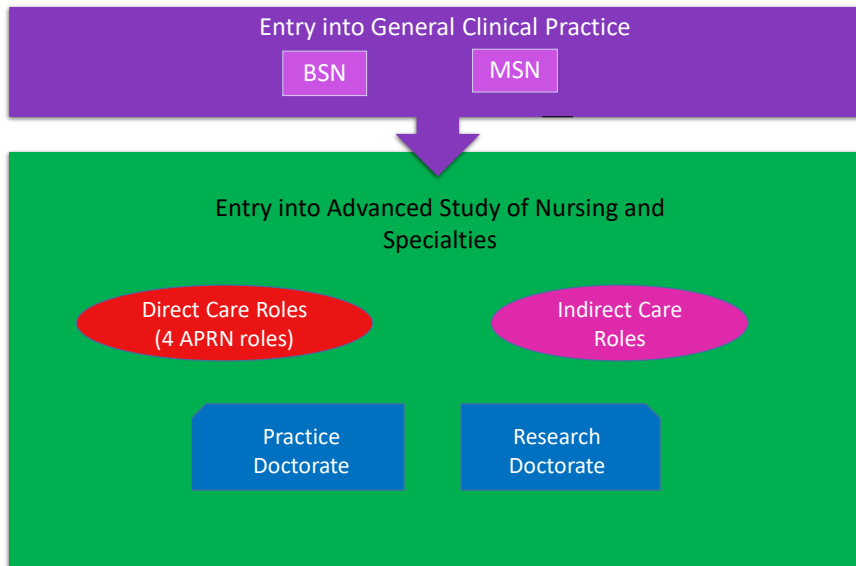 Entry into General Clinical Practice
BSN
MSN
Entry into Advanced Study of Nursing and
Specialties
Direct Care Roles
(4 APRN roles)
Indirect Care
Roles
Practice
Doctorate
Research
Doctorate